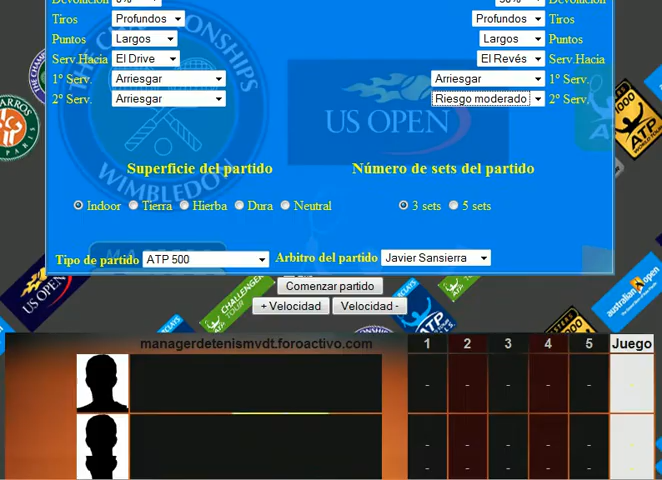 Tiros Profundos Profundos Tiros
Puntos Largos Largos Puntos
Serv.Hacia El Drive El Revés Serv.Hacia
1º Serv. Arriesgar Arriesgar 1º Serv.
2º Serv. Arriesgar Riesgo moderado 2º Serv.
THE CHAMPIONSHIPS
WIMBLEDON
US OPEN
Superficie del partido Número de sets del partido
Indoor Tierra Hierba Dura Neutral 3 sets 5 sets
Tipo de partido ATP 500 Arbitro del partido Javier Sansierra
Comenzar partido
+ Velocidad Velocidad -
US OPEN
CHALLENGER
ATP
1000
ATP
australian open
managerdetenismvdt.foroactivo.com 1 2 3 4 5 Juego
- - - - - -
- - - - - -
- - - - - -